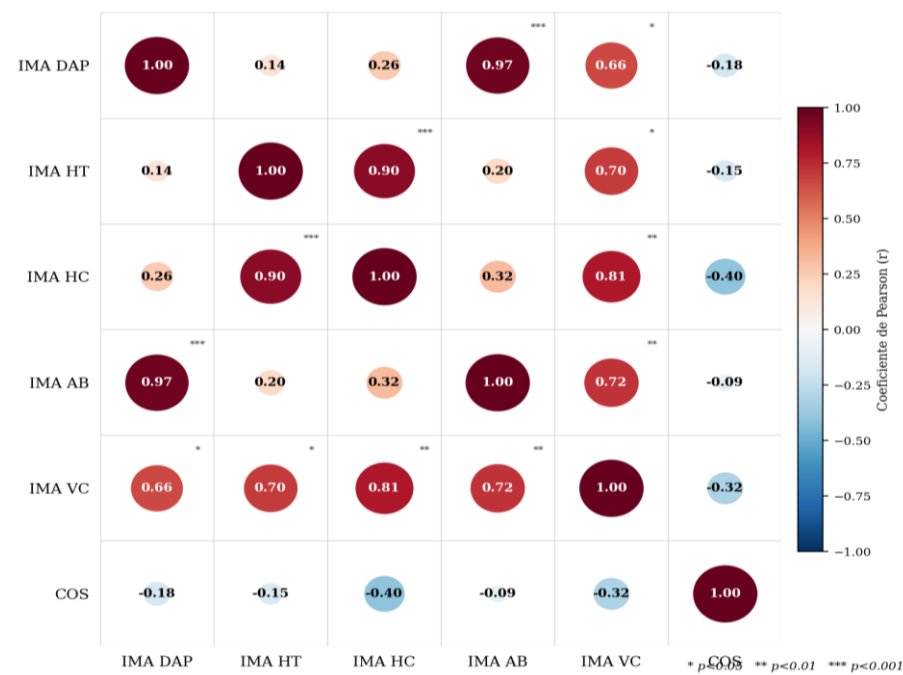 *** *
IMA DAP 1.00 0.14 0.26 0.97 0.66 -0.18
1.00
*** *
IMA HT 0.14 1.00 0.90 0.20 0.70 -0.15
0.75
0.50
*** **
IMA HC 0.26 0.90 1.00 0.32 0.81 -0.40
0.25
0.00
Coeficiente de Pearson (r)
*** **
IMA AB 0.97 0.20 0.32 1.00 0.72 -0.09
−0.25
* * ** **
−0.50
IMA VC 0.66 0.70 0.81 0.72 1.00 -0.32
−0.75
−1.00
COS -0.18 -0.15 -0.40 -0.09 -0.32 1.00
IMA DAP IMA HT IMA HC IMA AB IMA VC COS
* p<0.05 ** p<0.01 *** p<0.001